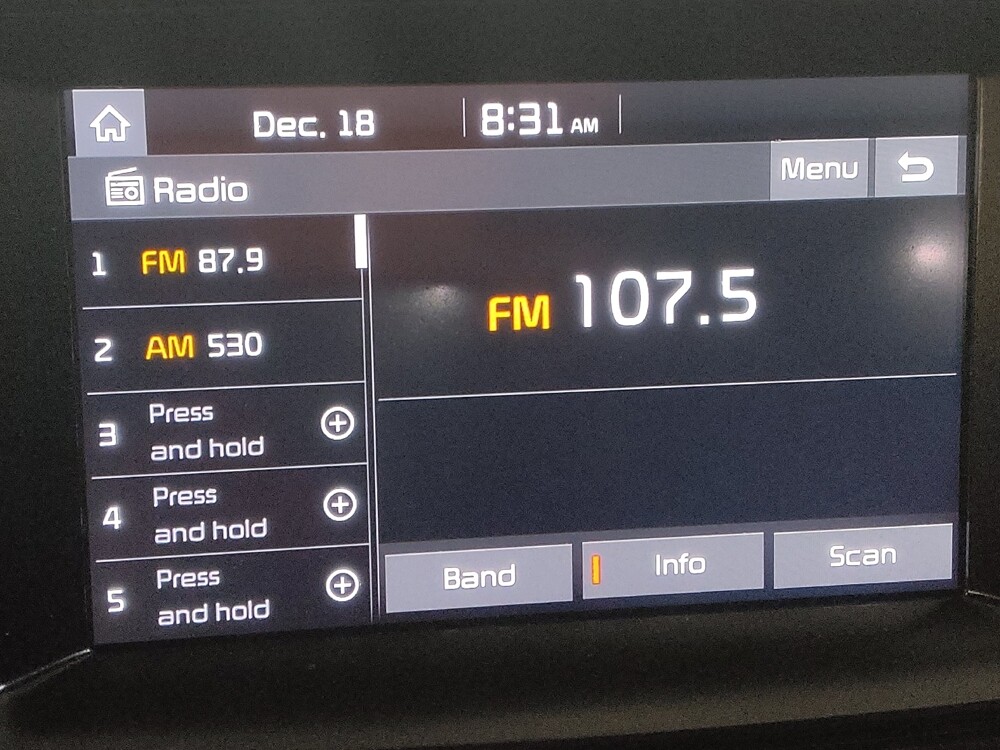 Dec. 18 8:31 AM
Radio Menu
1 FM 87.9
2 AM 530
3 Press
and hold
4 Press
and hold
5 Press
and hold
FM 107.5
Band Info Scan